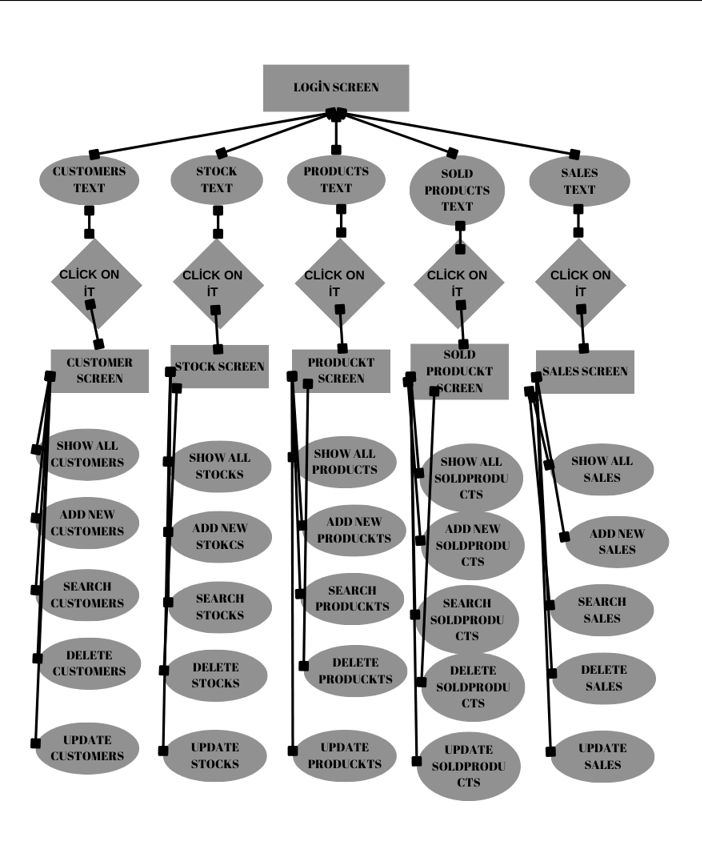 LOGİN SCREEN
CUSTOMERS
TEXT
STOCK
TEXT
PRODUCTS
TEXT
SOLD
PRODUCTS
TEXT
SALES
TEXT
CLİCK ON
İT
CLİCK ON
İT
CLİCK ON
İT
CLİCK ON
İT
CLİCK ON
İT
CUSTOMER
SCREEN
STOCK SCREEN
PRODUCKT
SCREEN
SOLD
PRODUCKT
SCREEN
SALES SCREEN
SHOW ALL
CUSTOMERS
SHOW ALL
STOCKS
SHOW ALL
PRODUCTS
SHOW ALL
SOLDPRODU
CTS
SHOW ALL
SALES
ADD NEW
CUSTOMERS
ADD NEW
STOKCS
ADD NEW
PRODUCKTS
ADD NEW
SOLDPRODU
CTS
ADD NEW
SALES
SEARCH
CUSTOMERS
SEARCH
STOCKS
SEARCH
PRODUCKTS
SEARCH
SOLDPRODU
CTS
SEARCH
SALES
DELETE
CUSTOMERS
DELETE
STOCKS
DELETE
PRODUCKTS
DELETE
SOLDPRODU
CTS
DELETE
SALES
UPDATE
CUSTOMERS
UPDATE
STOCKS
UPDATE
PRODUCKTS
UPDATE
SOLDPRODU
CTS
UPDATE
SALES